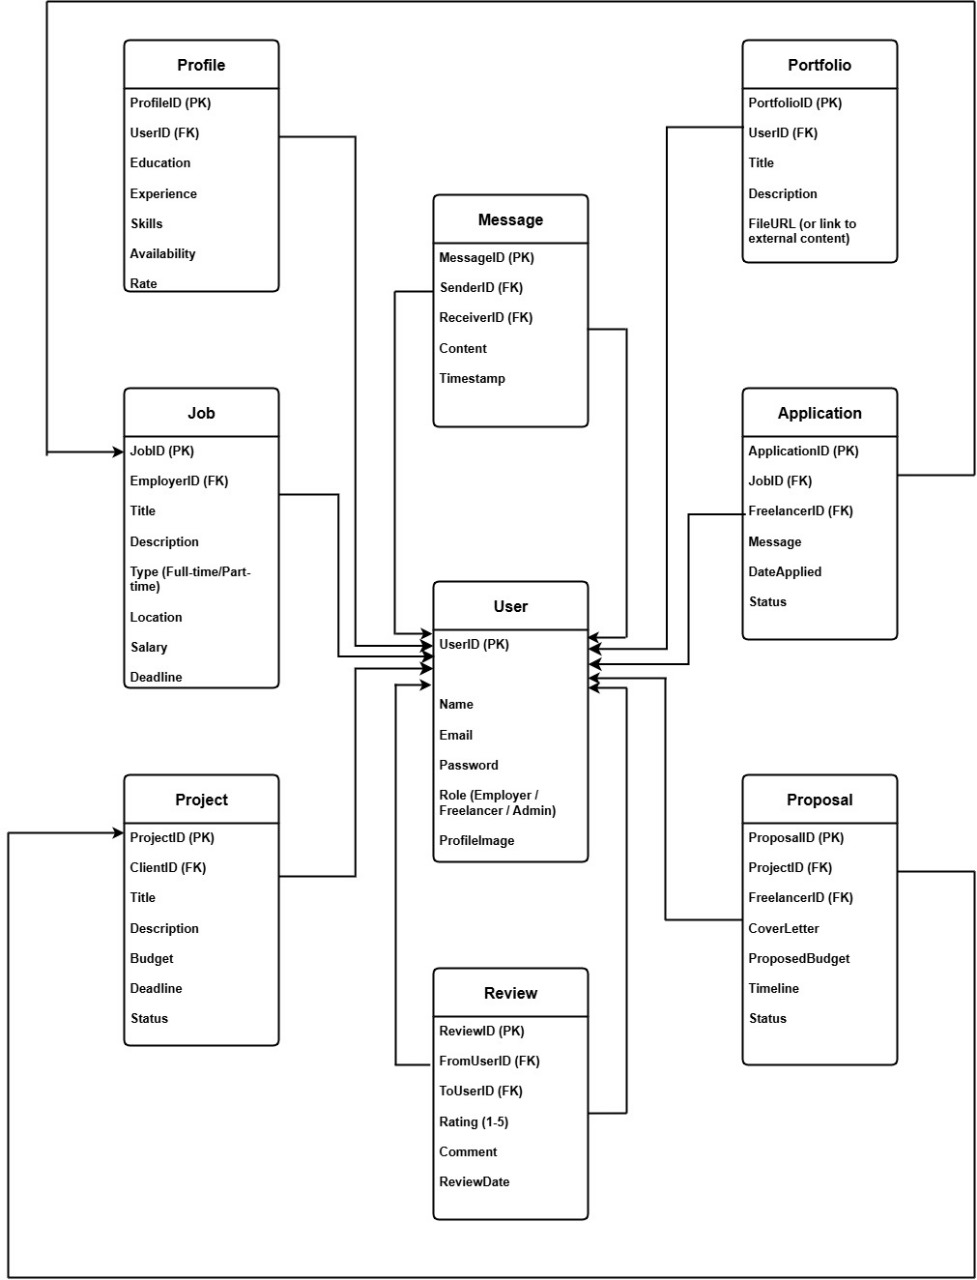 Profile
ProfileID (PK)
UserID (FK)
Education
Experience
Skills
Availability
Rate
Portfolio
PortfolioID (PK)
UserID (FK)
Title
Description
FileURL (or link to
external content)
Message
MessageID (PK)
SenderID (FK)
ReceiverID (FK)
Content
Timestamp
Job
JobID (PK)
EmployerID (FK)
Title
Description
Type (Full-time/Part-
time)
Location
Salary
Deadline
Application
ApplicationID (PK)
JobID (FK)
FreelancerID (FK)
Message
DateApplied
Status
User
UserID (PK)
Name
Email
Password
Role (Employer /
Freelancer / Admin)
ProfileImage
Project
ProjectID (PK)
ClientID (FK)
Title
Description
Budget
Deadline
Status
Proposal
ProposalID (PK)
ProjectID (FK)
FreelancerID (FK)
CoverLetter
ProposedBudget
Timeline
Status
Review
ReviewID (PK)
FromUserID (FK)
ToUserID (FK)
Rating (1-5)
Comment
ReviewDate